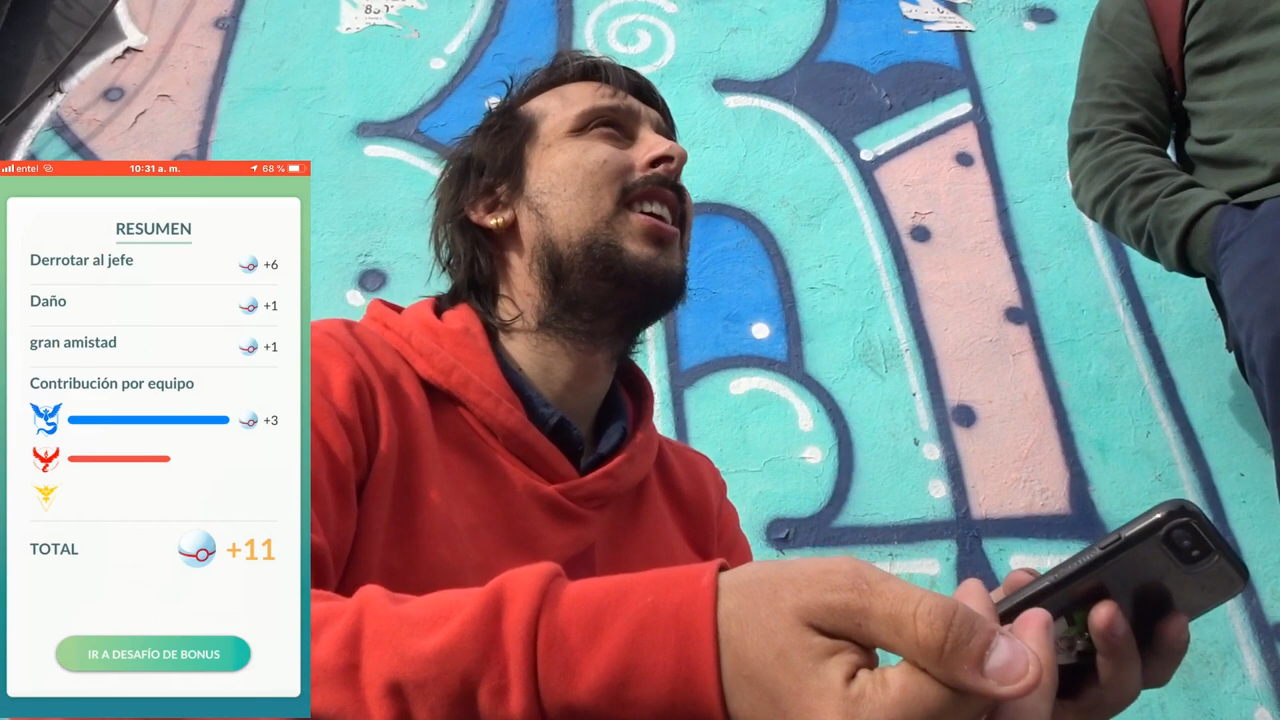 entel
10:31 a. m.
68 %
RESUMEN
Derrotar al jefe
+6
Daño
+1
gran amistad
+1
Contribución por equipo
+3
TOTAL
+11
IR A DESAFÍO DE BONUS